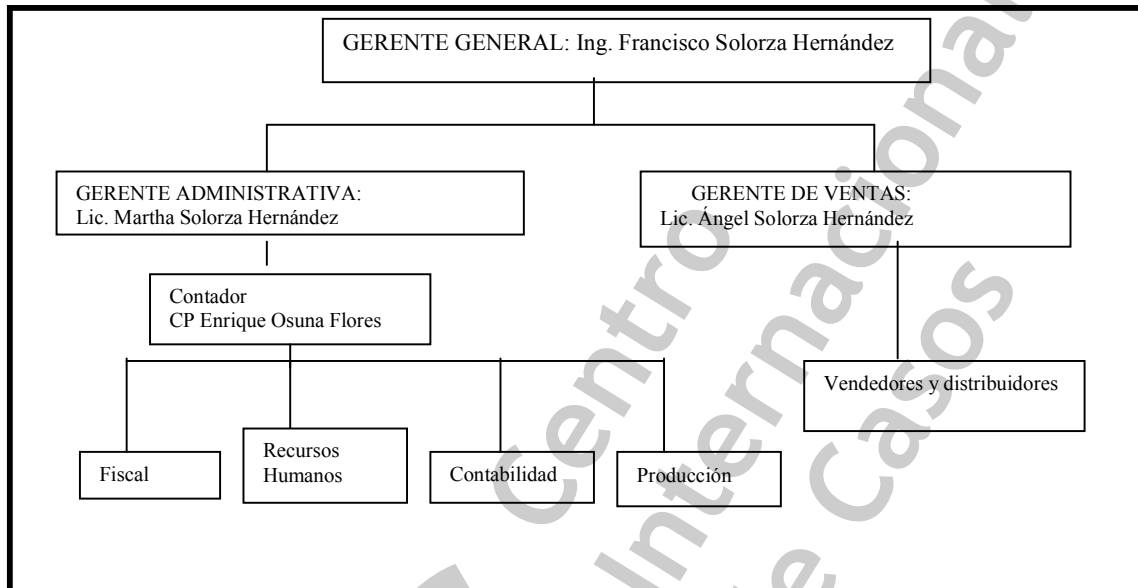 GERENTE GENERAL: Ing. Francisco Solorza Hernández
GERENTE ADMINISTRATIVA:
Lic. Martha Solorza Hernández
GERENTE DE VENTAS:
Lic. Ángel Solorza Hernández
Contador
CP Enrique Osuna Flores
Vendedores y distribuidores
Fiscal
Recursos
Humanos
Contabilidad
Producción
Centro
Internacional
de Casos